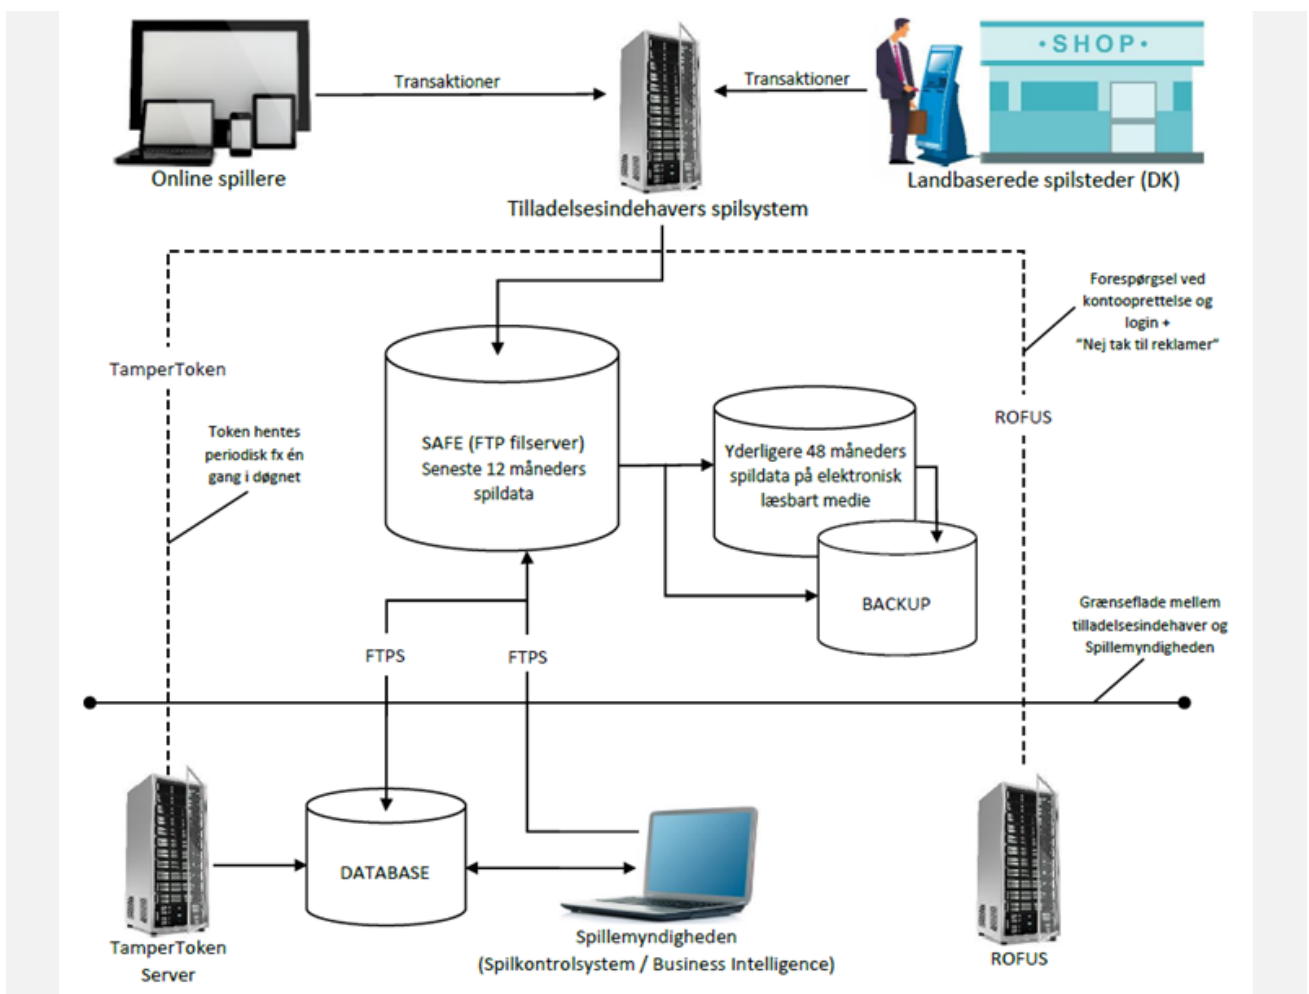 Transaktioner
Transaktioner
·SHOP·
Online spillere
Landbaserede spilsteder (DK)
Tilladelsesindehavers spilsystem
Forespørgsel ved
kontooprettelse og
login +
"Nej tak til reklamer"
TamperToken
ROFUS
Token hentes
periodisk fx én
gang i døgnet
SAFE (FTP filserver)
Seneste 12 måneders
spildata
Yderligere 48 måneders
spildata på elektronisk
læsbart medie
BACKUP
Grænseflade mellem
tilladelsesindehaver og
Spillemyndigheden
FTPS
FTPS
DATABASE
TamperToken
Server
Spillemyndigheden
(Spilkontrolsystem / Business Intelligence)
ROFUS